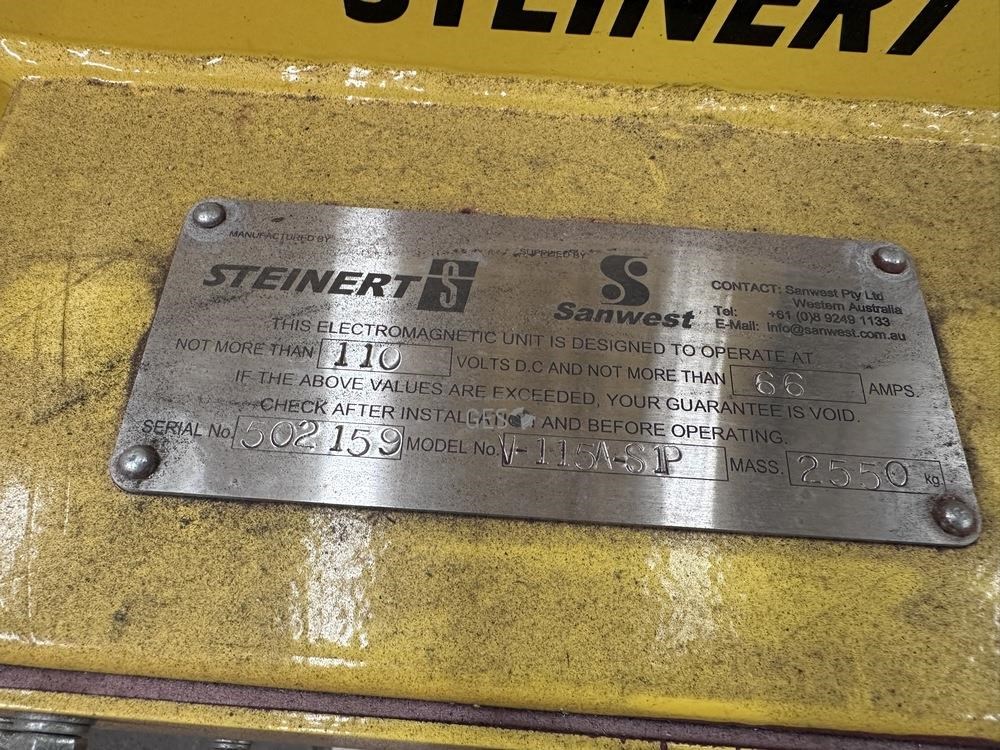 STEINERT
MANUFACTURED BY
SUPPLIED BY
STEINERT S
Sanwest
CONTACT: Sanwest Pty Ltd
Western Australia
Tel: +61 (0)8 9249 1133
E-Mail: info@sanwest.com.au
THIS ELECTROMAGNETIC UNIT IS DESIGNED TO OPERATE AT
NOT MORE THAN 110 VOLTS D.C AND NOT MORE THAN 66 AMPS.
IF THE ABOVE VALUES ARE EXCEEDED, YOUR GUARANTEE IS VOID.
CHECK AFTER INSTALLATION AND BEFORE OPERATING.
SERIAL No 502159 MODEL No. V-115A-S1P MASS. 2550 kg